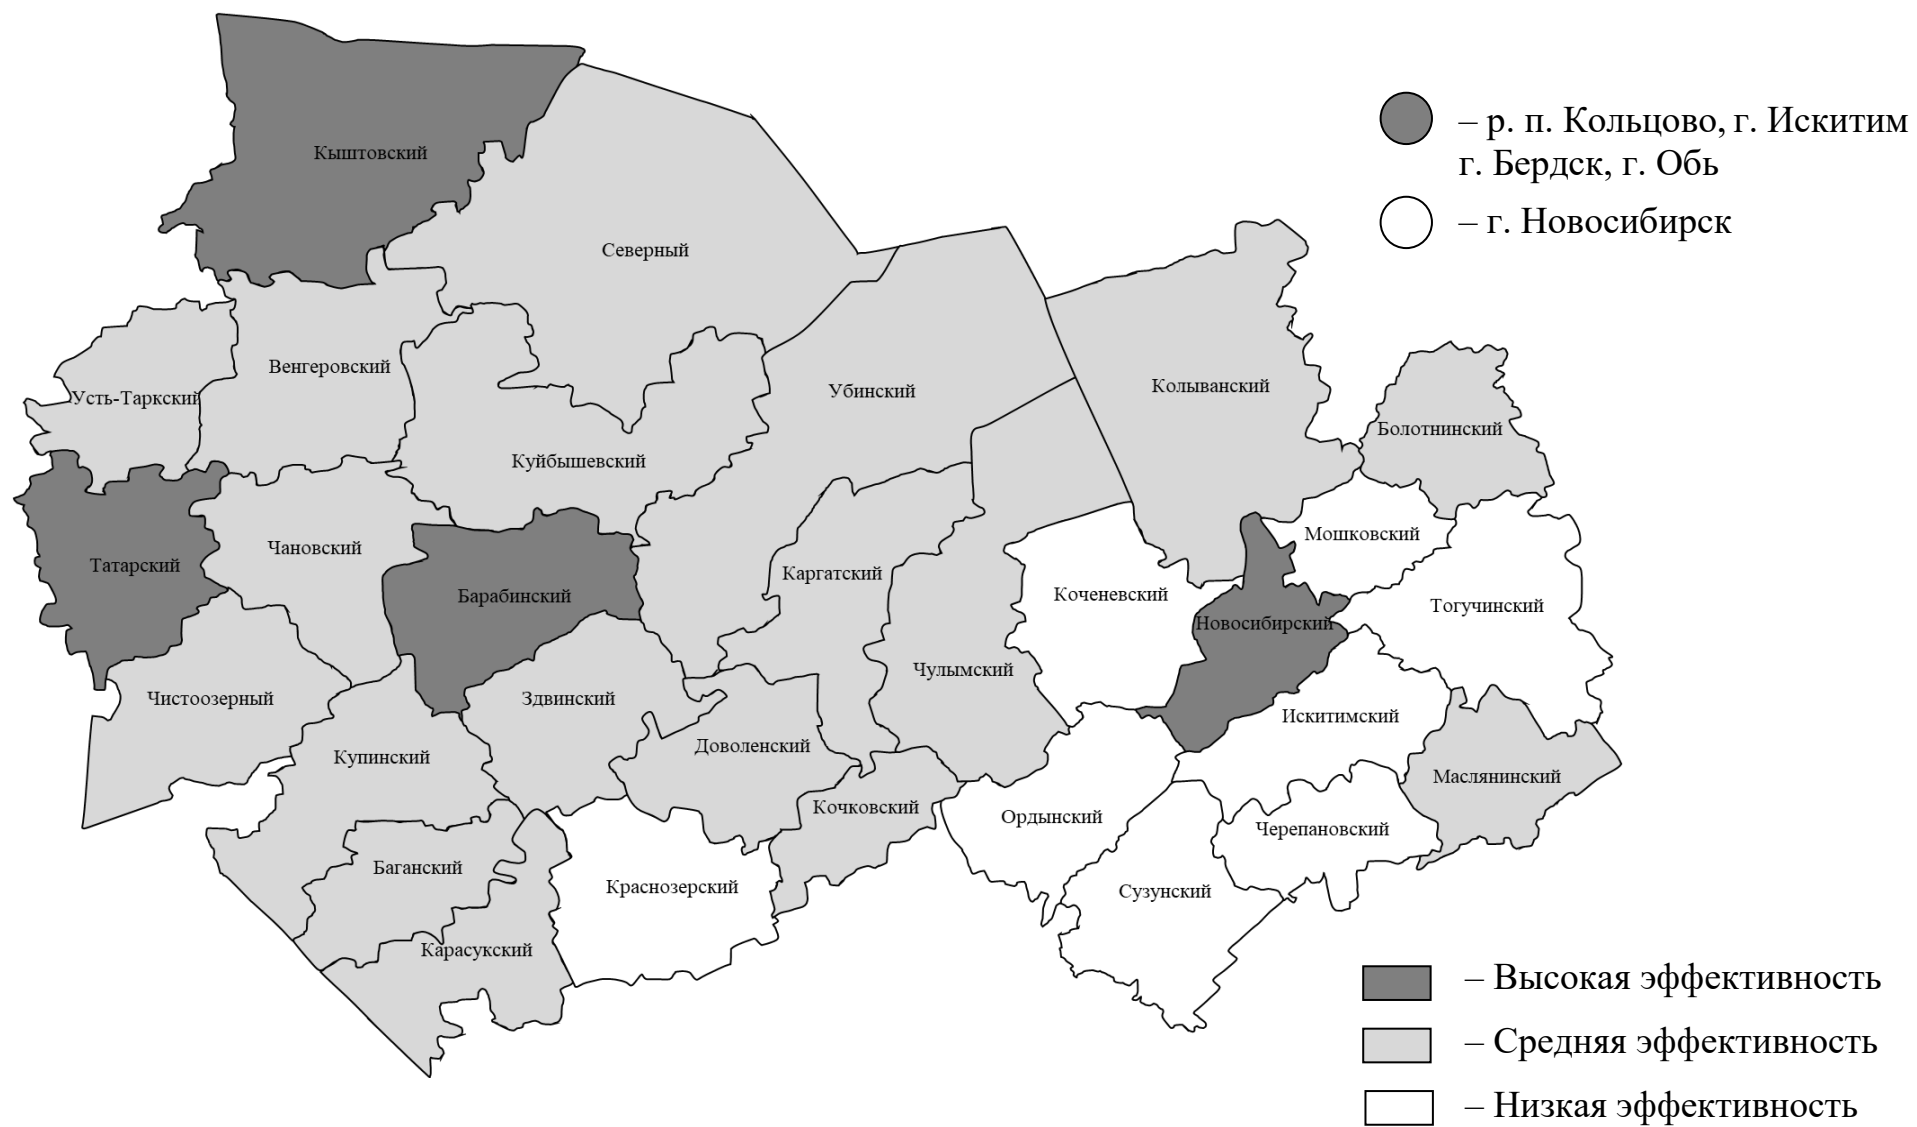 – р. п. Кольцово, г. Искитим
г. Бердск, г. Обь
– г. Новосибирск
Кыштовский
Северный
Венгеровский
Усть-Таркский
Убинский
Колыванский
Болотнинский
Куйбышевский
Татарский
Чановский
Барабинский
Каргатский
Коченевский
Мошковский
Новосибирский
Тогучинский
Чистоозерный
Здвинский
Чулымский
Купинский
Доволенский
Искитимский
Маслянинский
Кочковский
Ордынский
Черепановский
Баганский
Краснозерский
Сузунский
Карасукский
– Высокая эффективность
– Средняя эффективность
– Низкая эффективность